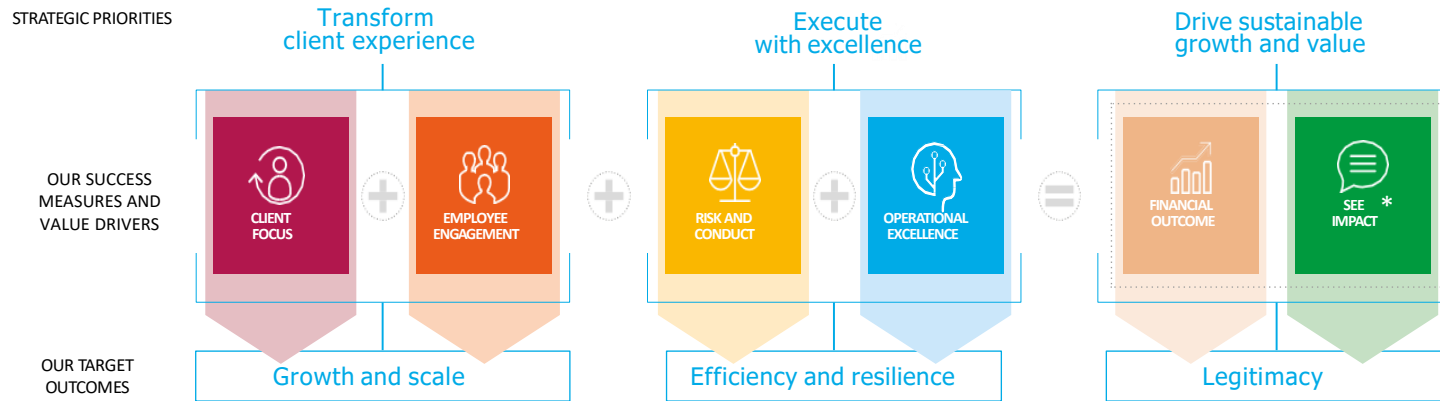 STRATEGIC PRIORITIES
Transform
client experience
Execute
with excellence
Drive sustainable
growth and value
OUR SUCCESS
MEASURES AND
VALUE DRIVERS
CLIENT
FOCUS
+
EMPLOYEE
ENGAGEMENT
+
RISK AND
CONDUCT
+
OPERATIONAL
EXCELLENCE
=
FINANCIAL
OUTCOME
SEE *
IMPACT
OUR TARGET
OUTCOMES
Growth and scale
Efficiency and resilience
Legitimacy